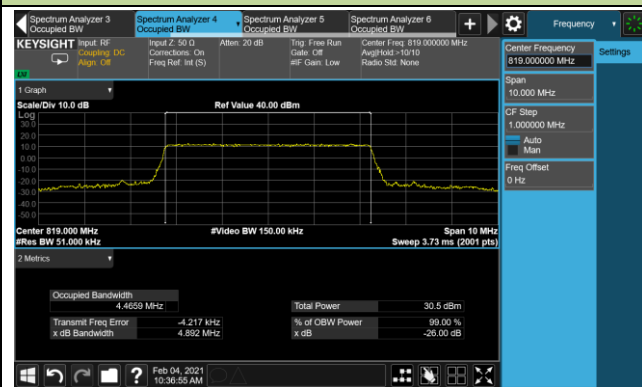 Spectrum Analyzer 3
Occupied BW
Spectrum Analyzer 4
Occupied BW
Spectrum Analyzer 5
Occupied BW
Spectrum Analyzer 6
Occupied BW
Frequency
KEYSIGHT
Input: RF
Coupling: DC
Align: Off
Input Z: 50 Ω
Corrections: On
Freq Ref: Int (S)
Atten: 20 dB
Trig: Free Run
Gate: Off
#IF Gain: Low
Center Freq: 819.000000 MHz
Avg|Hold:>10/10
Radio Std: None
Center Frequency
819.000000 MHz
Settings
Span
10.000 MHz
CF Step
1.000000 MHz
Auto
Man
Freq Offset
0 Hz
1 Graph
Scale/Div 10.0 dB
Ref Value 40.00 dBm
Log
30.0
20.0
10.0
0.00
-10.0
-20.0
-30.0
-40.0
-50.0
Center 819.000 MHz
#Video BW 150.00 kHz
Span 10 MHz
#Res BW 51.000 kHz
Sweep 3.73 ms (2001 pts)
2 Metrics
Occupied Bandwidth
4.4659 MHz
Total Power
30.5 dBm
Transmit Freq Error
-4.217 kHz
% of OBW Power
99.00 %
x dB Bandwidth
4.892 MHz
x dB
-26.00 dB
Feb 04, 2021
10:36:55 AM